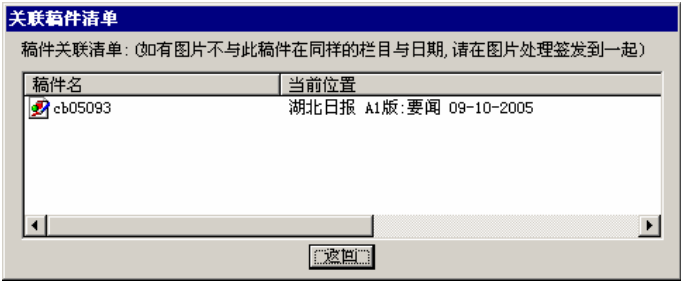 关联稿件清单
稿件关联清单:(如有图片不与此稿件在同样的栏目与日期,请在图片处理签发到一起)
稿件名 当前位置
cb05093 湖北日报 A1版:要闻 09-10-2005
返回